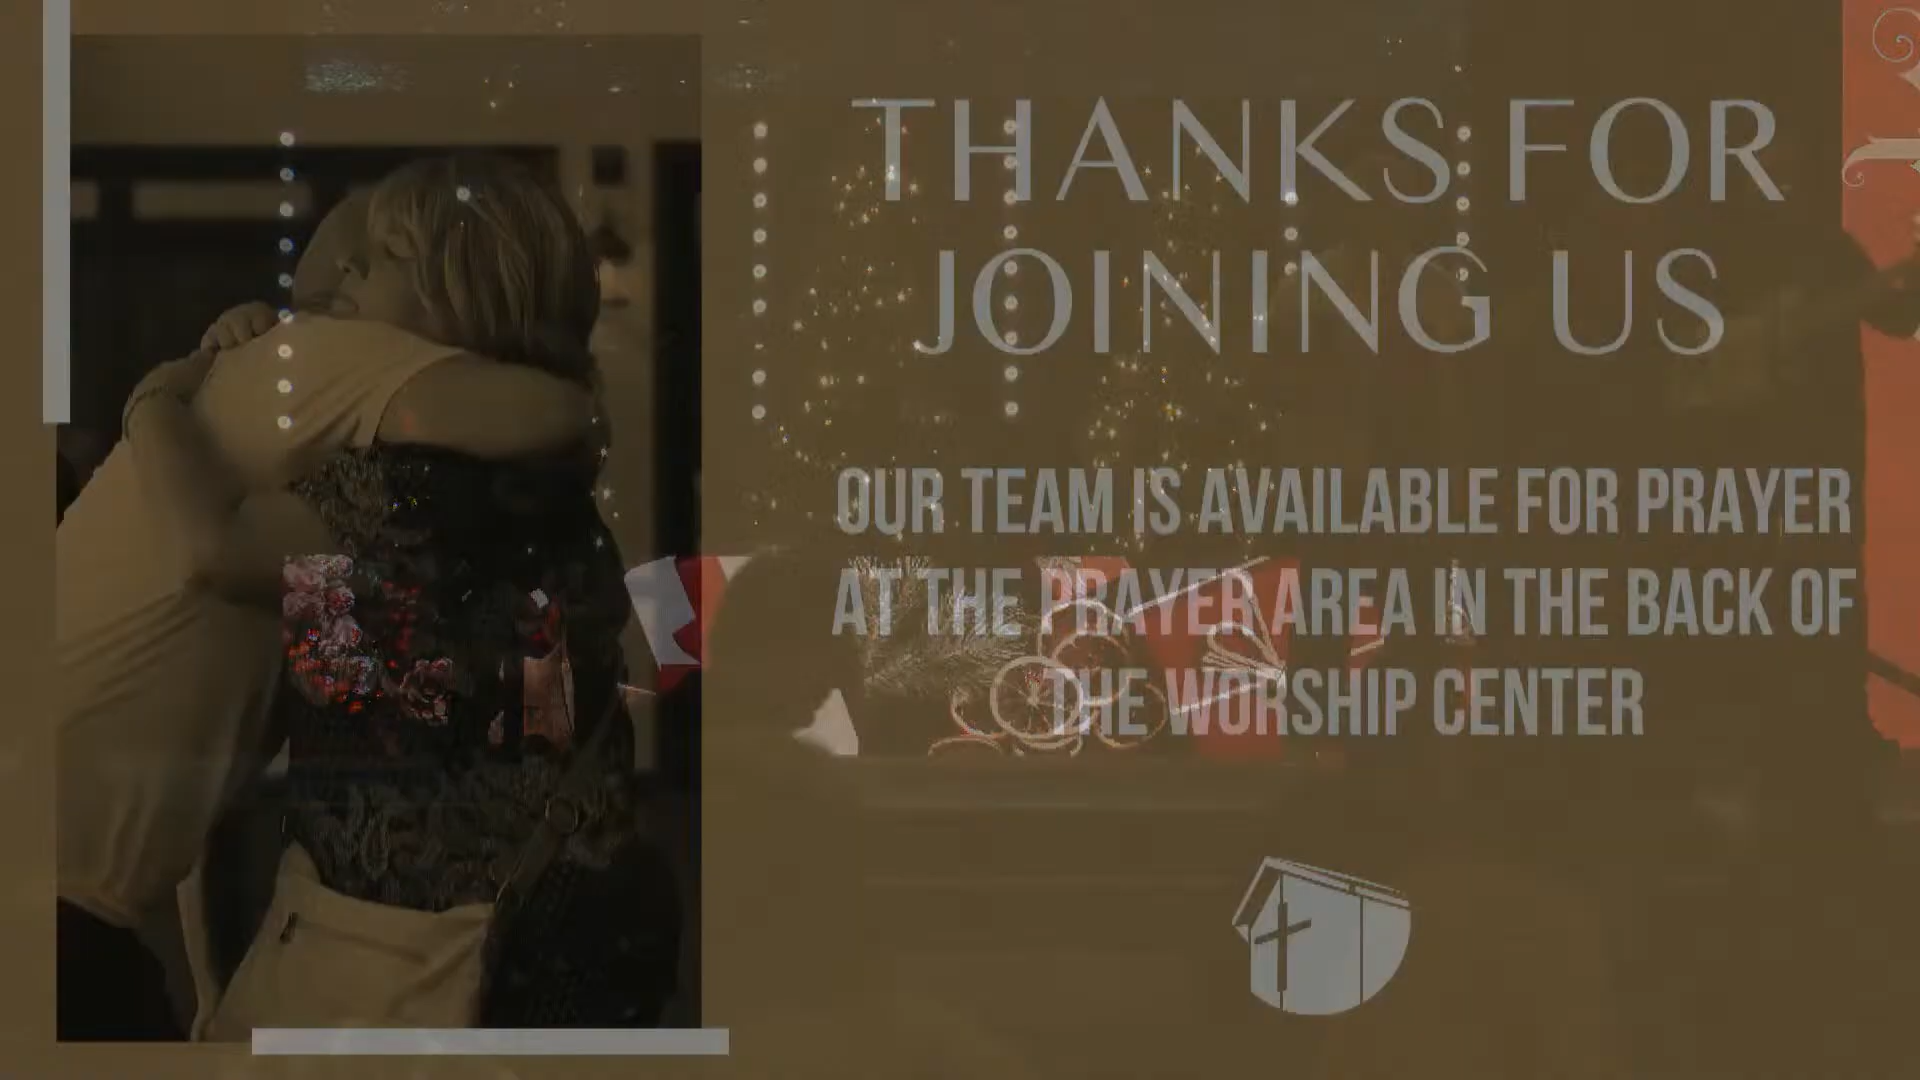 THANKS FOR
JOINING US
OUR TEAM IS AVAILABLE FOR PRAYER
AT THE PRAYER AREA IN THE BACK OF
THE WORSHIP CENTER